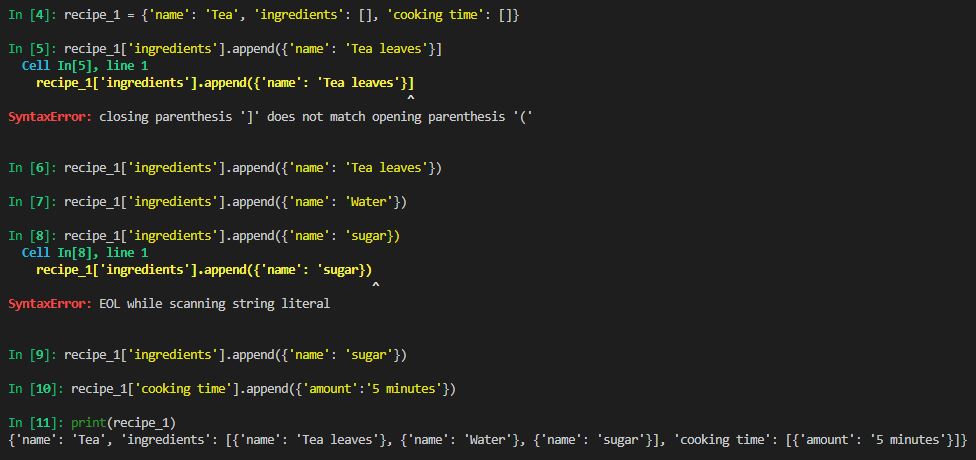 In [4]: recipe_1 = {'name': 'Tea', 'ingredients': [], 'cooking time': []}
In [5]: recipe_1['ingredients'].append({'name': 'Tea leaves'}]
Cell In[5], line 1
recipe_1['ingredients'].append({'name': 'Tea leaves'}]
^
SyntaxError: closing parenthesis ']' does not match opening parenthesis '('
In [6]: recipe_1['ingredients'].append({'name': 'Tea leaves'})
In [7]: recipe_1['ingredients'].append({'name': 'Water'})
In [8]: recipe_1['ingredients'].append({'name': 'sugar})
Cell In[8], line 1
recipe_1['ingredients'].append({'name': 'sugar})
^
SyntaxError: EOL while scanning string literal
In [9]: recipe_1['ingredients'].append({'name': 'sugar'})
In [10]: recipe_1['cooking time'].append({'amount':'5 minutes'})
In [11]: print(recipe_1)
{'name': 'Tea', 'ingredients': [{'name': 'Tea leaves'}, {'name': 'Water'}, {'name': 'sugar'}], 'cooking time': [{'amount': '5 minutes'}]}